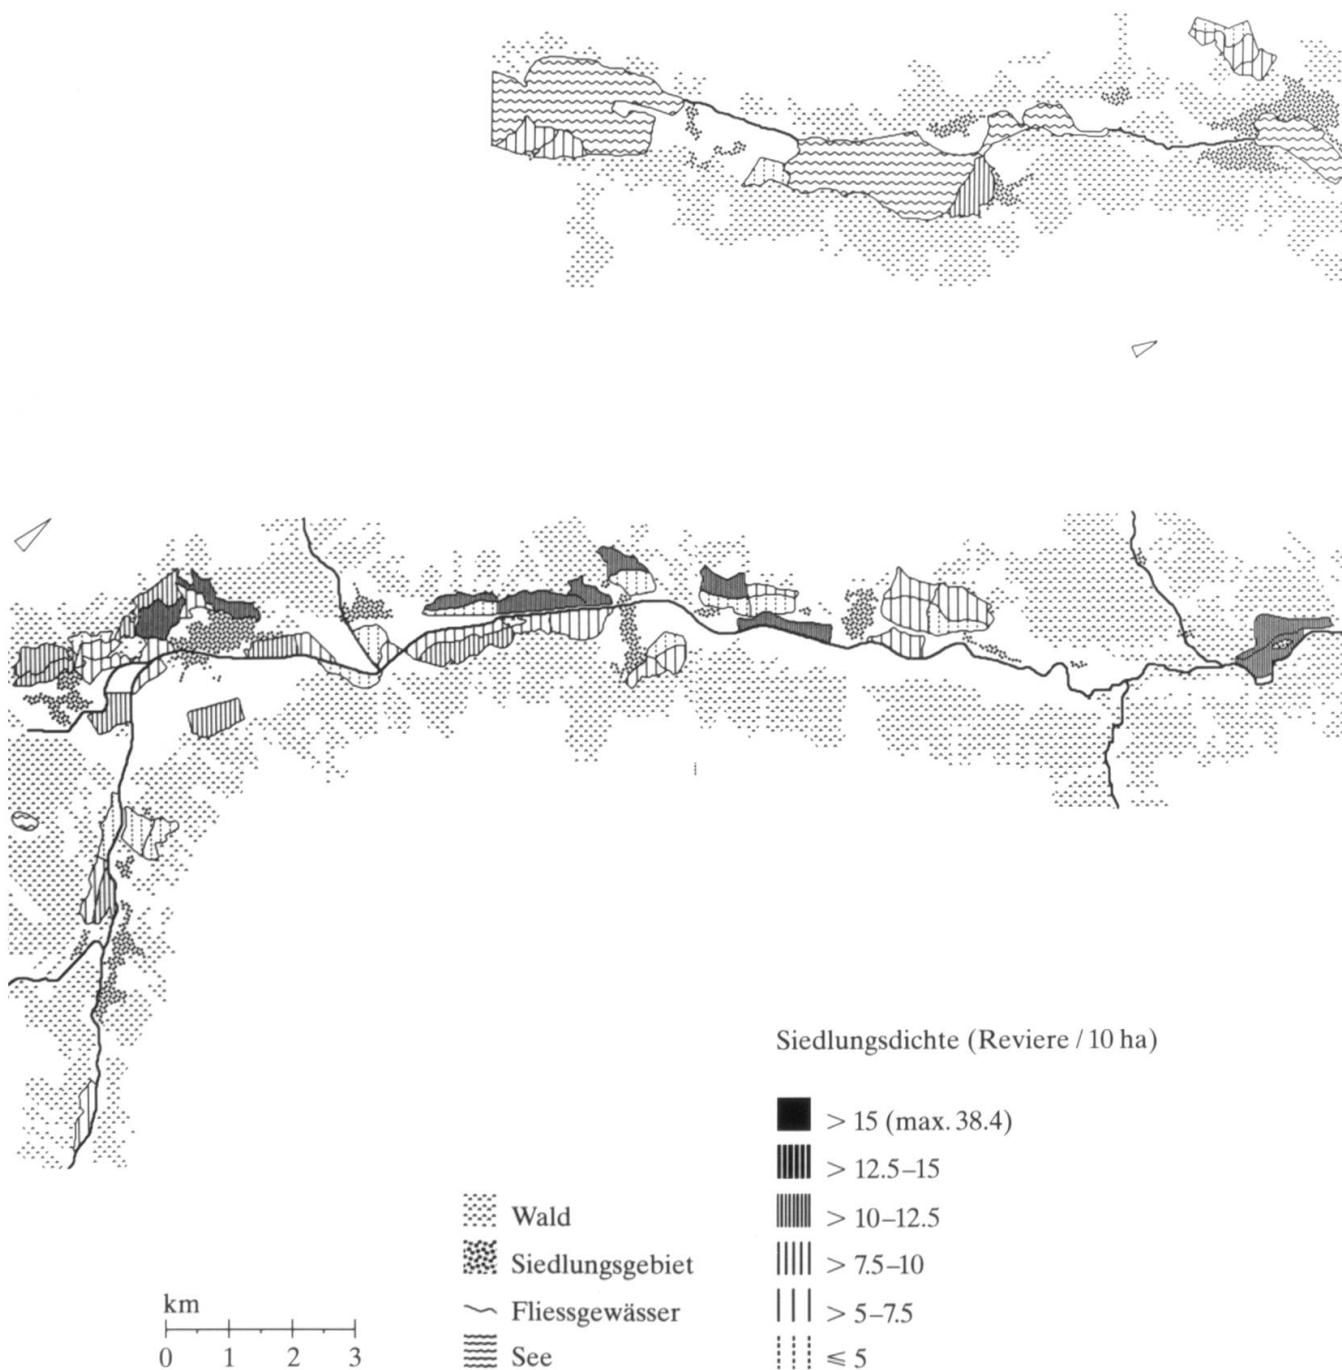 Siedlungsdichte (Reviere / 10 ha)
> 15 (max. 38.4)
> 12.5–15
> 10–12.5
> 7.5–10
> 5–7.5
⩽ 5
Wald
Siedlungsgebiet
Fliessgewässer
See
km
0 1 2 3